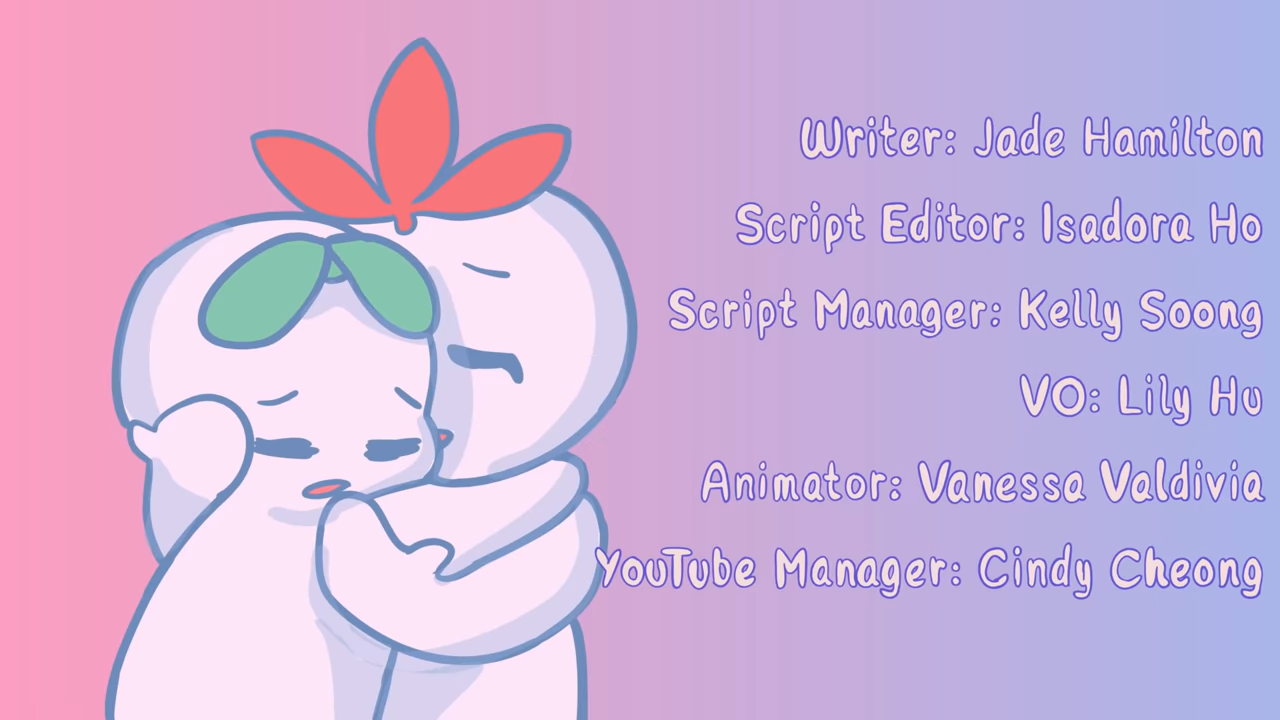 Writer: Jade Hamilton
Script Editor: Isadora Ho
Script Manager: Kelly Soong
VO: Lily Hu
Animator: Vanessa Valdivia
YouTube Manager: Cindy Cheong